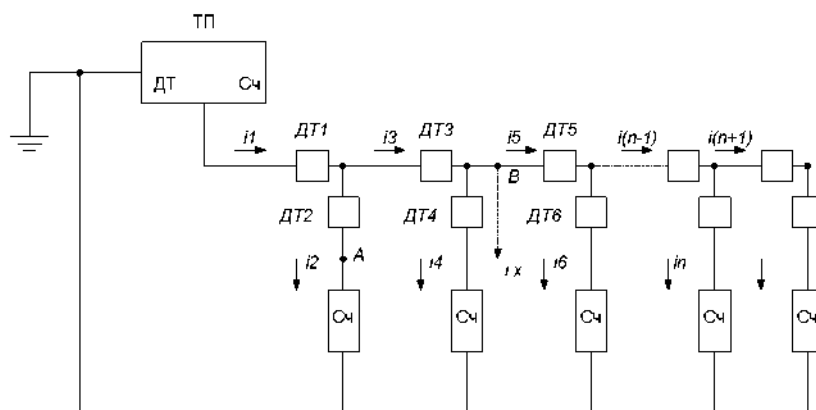 ТП
ДТ Сч
i1 ДТ1 i3 ДТ3 i5 ДТ5 i(n-1) i(n+1)
B
ДТ2 ДТ4 ДТ6
i2 A i4 i x i6 in
Сч Сч Сч Сч Сч